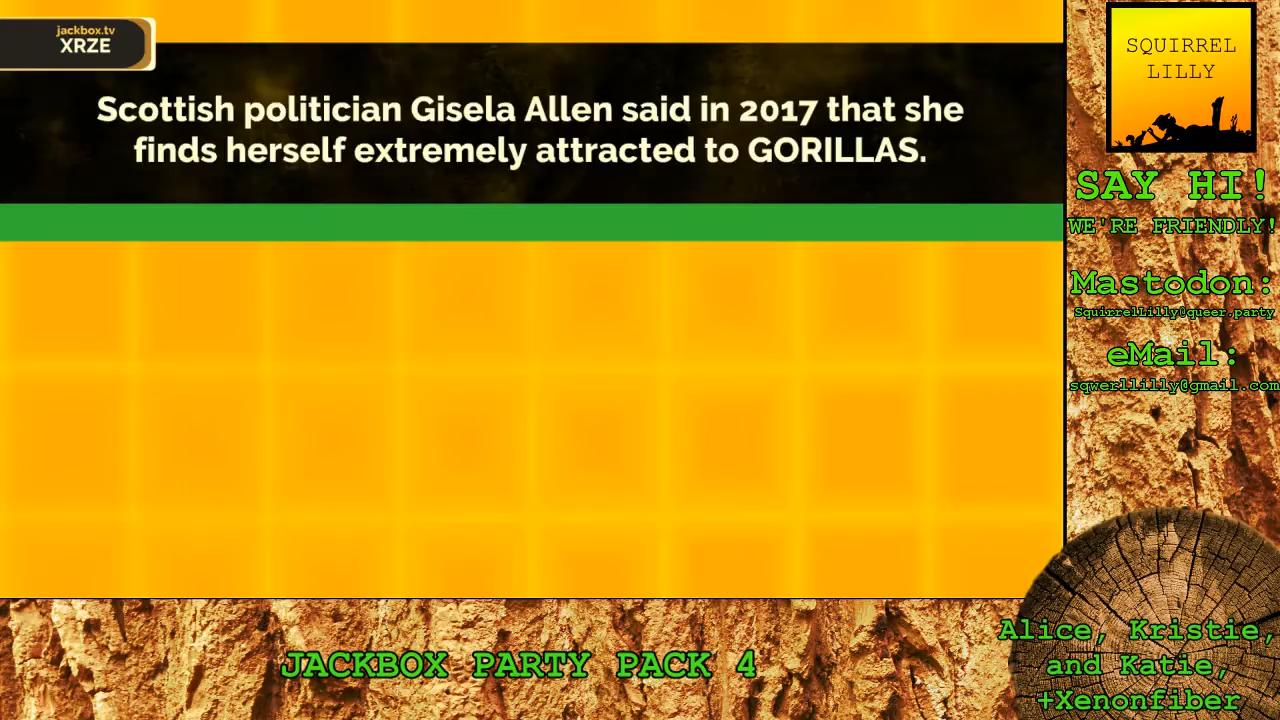 jackbox.tv
XRZE
Scottish politician Gisela Allen said in 2017 that she
finds herself extremely attracted to GORILLAS.
SQUIRREL
LILLY
SAY HI!
WE'RE FRIENDLY!
Mastodon:
SquirrelLilly@queer.party
eMail:
sqwerllilly@gmail.com
JACKBOX PARTY PACK 4
Alice, Kristie,
and Katie,
+Xenonfiber